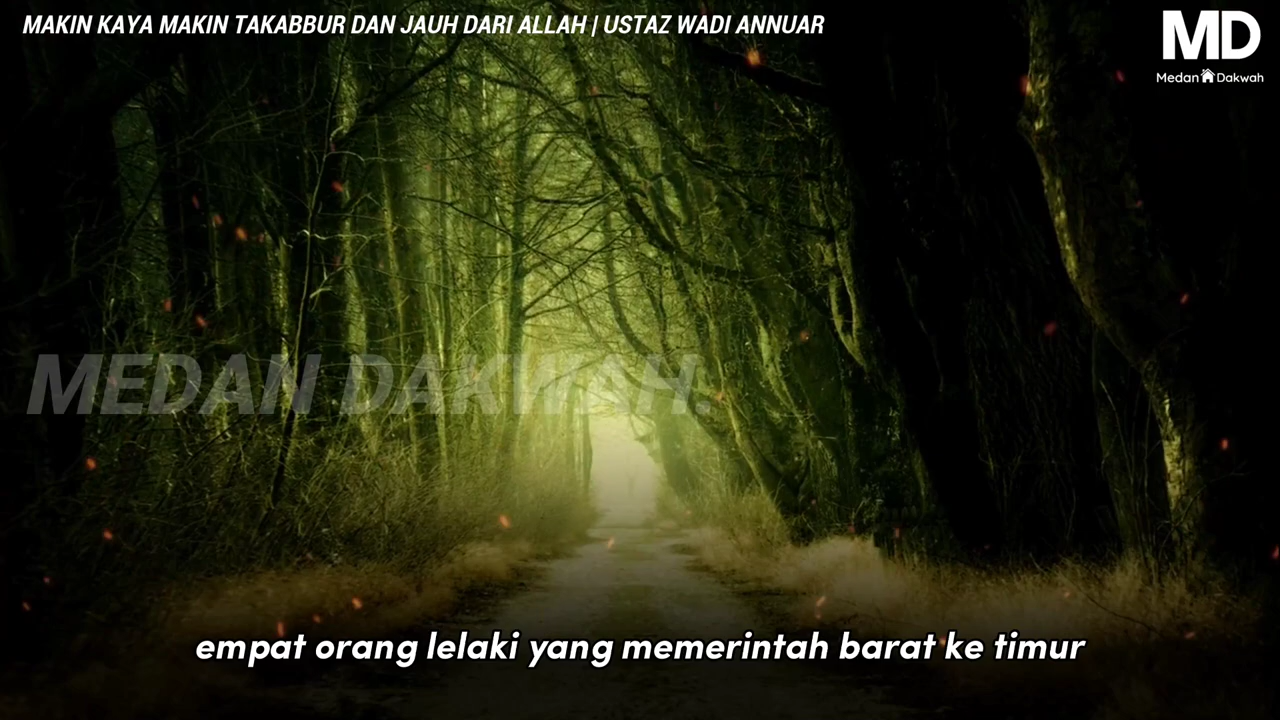 MAKIN KAYA MAKIN TAKABBUR DAN JAUH DARI ALLAH | USTAZ WADI ANNUAR
MD
Medan Dakwah
MEDAN DAKWAH.
empat orang lelaki yang memerintah barat ke timur